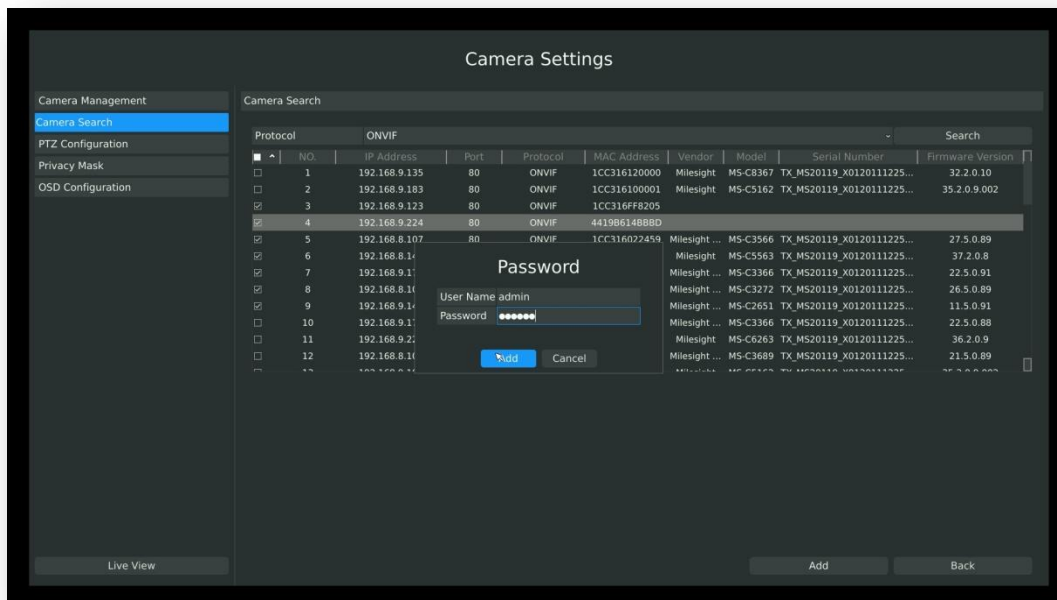 Camera Settings
Camera Management
Camera Search
PTZ Configuration
Privacy Mask
OSD Configuration
Camera Search
Protocol ONVIF Search
NO. IP Address Port Protocol MAC Address Vendor Model Serial Number Firmware Version
1 192.168.9.135 80 ONVIF 1CC316120000 Milesight MS-C8367 TX_MS20119_X0120111225... 32.2.0.10
2 192.168.9.183 80 ONVIF 1CC316100001 Milesight MS-C5162 TX_MS20119_X0120111225... 35.2.0.9.002
3 192.168.9.123 80 ONVIF 1CC316FF8205
4 192.168.9.224 80 ONVIF 4419B614BBBD
5 192.168.8.107 80 ONVIF 1CC316022459 Milesight ... MS-C3566 TX_MS20119_X0120111225... 27.5.0.89
6 Milesight MS-C5563 TX_MS20119_X0120111225... 37.2.0.8
7 Milesight ... MS-C3366 TX_MS20119_X0120111225... 22.5.0.91
8 Milesight ... MS-C3272 TX_MS20119_X0120111225... 26.5.0.89
9 Milesight ... MS-C2651 TX_MS20119_X0120111225... 11.5.0.91
10 Milesight ... MS-C3366 TX_MS20119_X0120111225... 22.5.0.88
11 Milesight MS-C6263 TX_MS20119_X0120111225... 36.2.0.9
12 Milesight ... MS-C3689 TX_MS20119_X0120111225... 21.5.0.89
Password
User Name admin
Password
Add Cancel
Live View
Add
Back